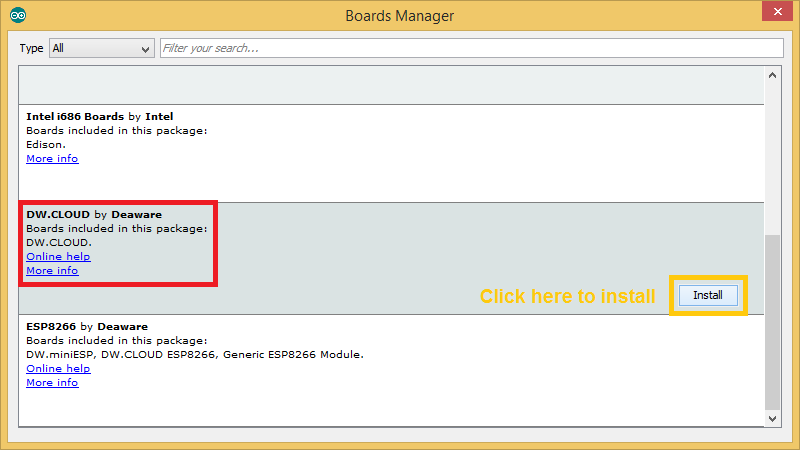 Boards Manager
Type All Filter your search...
Intel i686 Boards by Intel
Boards included in this package:
Edison.
More info
DW.CLOUD by Deaware
Boards included in this package:
DW.CLOUD.
Online help
More info
Click here to install Install
ESP8266 by Deaware
Boards included in this package:
DW.miniESP, DW.CLOUD ESP8266, Generic ESP8266 Module.
Online help
More info